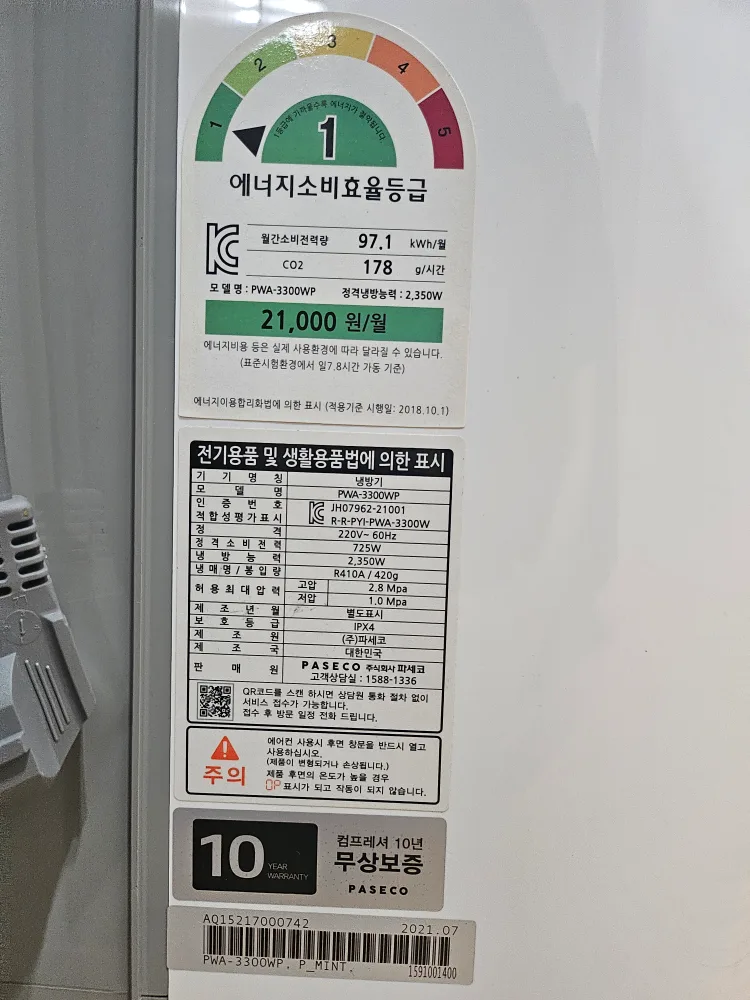 1 2 3 4 5
1등급에 가까울수록 에너지가 절약됩니다.
1
에너지소비효율등급
월간소비전력량 97.1 kWh/월
CO2 178 g/시간
모델명 : PWA-3300WP 정격냉방능력 : 2,350W
21,000 원/월
에너지비용 등은 실제 사용환경에 따라 달라질 수 있습니다.
(표준시험환경에서 일7.8시간 가동 기준)
에너지이용합리화법에 의한 표시 (적용기준 시행일: 2018.10.1)
전기용품 및 생활용품법에 의한 표시
기기명칭 냉방기
모델명 PWA-3300WP
인증번호 JH07962-21001
적합성평가표시 R-R-PYI-PWA-3300W
정격 220V~ 60Hz
정격소비전력 725W
냉방능력 2,350W
냉매명/봉입량 R410A / 420g
허용최대압력 고압 2.8 Mpa
저압 1.0 Mpa
제조년월 별도표시
보호등급 IPX4
제조원 (주)파세코
제조국 대한민국
판매원 PASECO 주식회사 파세코
고객상담실 : 1588-1336
QR코드를 스캔 하시면 상담원 통화 절차 없이
서비스 접수가 가능합니다.
접수 후 방문 일정 전화 드립니다.
주의
에어컨 사용시 후면 창문을 반드시 열고
사용하십시오.
(제품이 변형되거나 손상됩니다.)
제품 후면의 온도가 높을 경우
OP 표시가 되고 작동이 되지 않습니다.
10 YEAR
WARRANTY
컴프레셔 10년
무상보증
PASECO
AQ15217000742 2021.07
PWA-3300WP. P_MINT. 1591001400